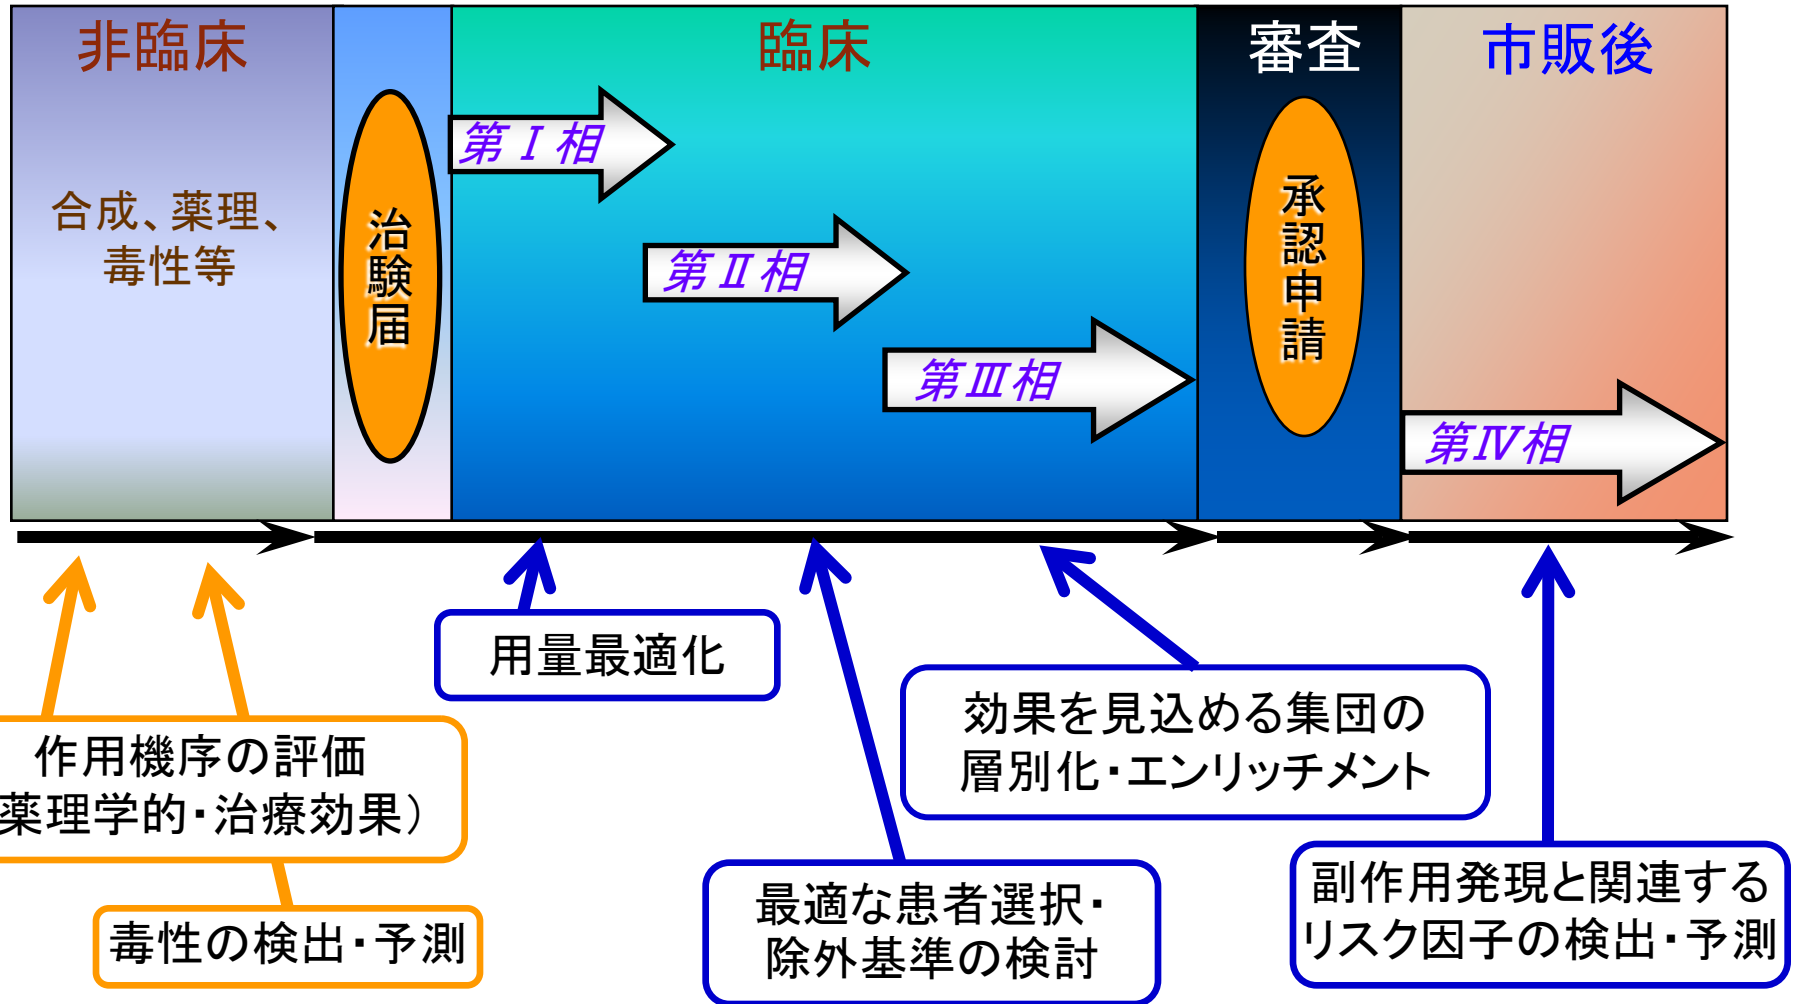 非臨床
臨床
審査
市販後
合成、薬理、
毒性等
治験届
第Ⅰ相
第Ⅱ相
第Ⅲ相
承認申請
第Ⅳ相
用量最適化
効果を見込める集団の
層別化・エンリッチメント
作用機序の評価
薬理学的・治療効果）
最適な患者選択・
除外基準の検討
副作用発現と関連する
リスク因子の検出・予測
毒性の検出・予測